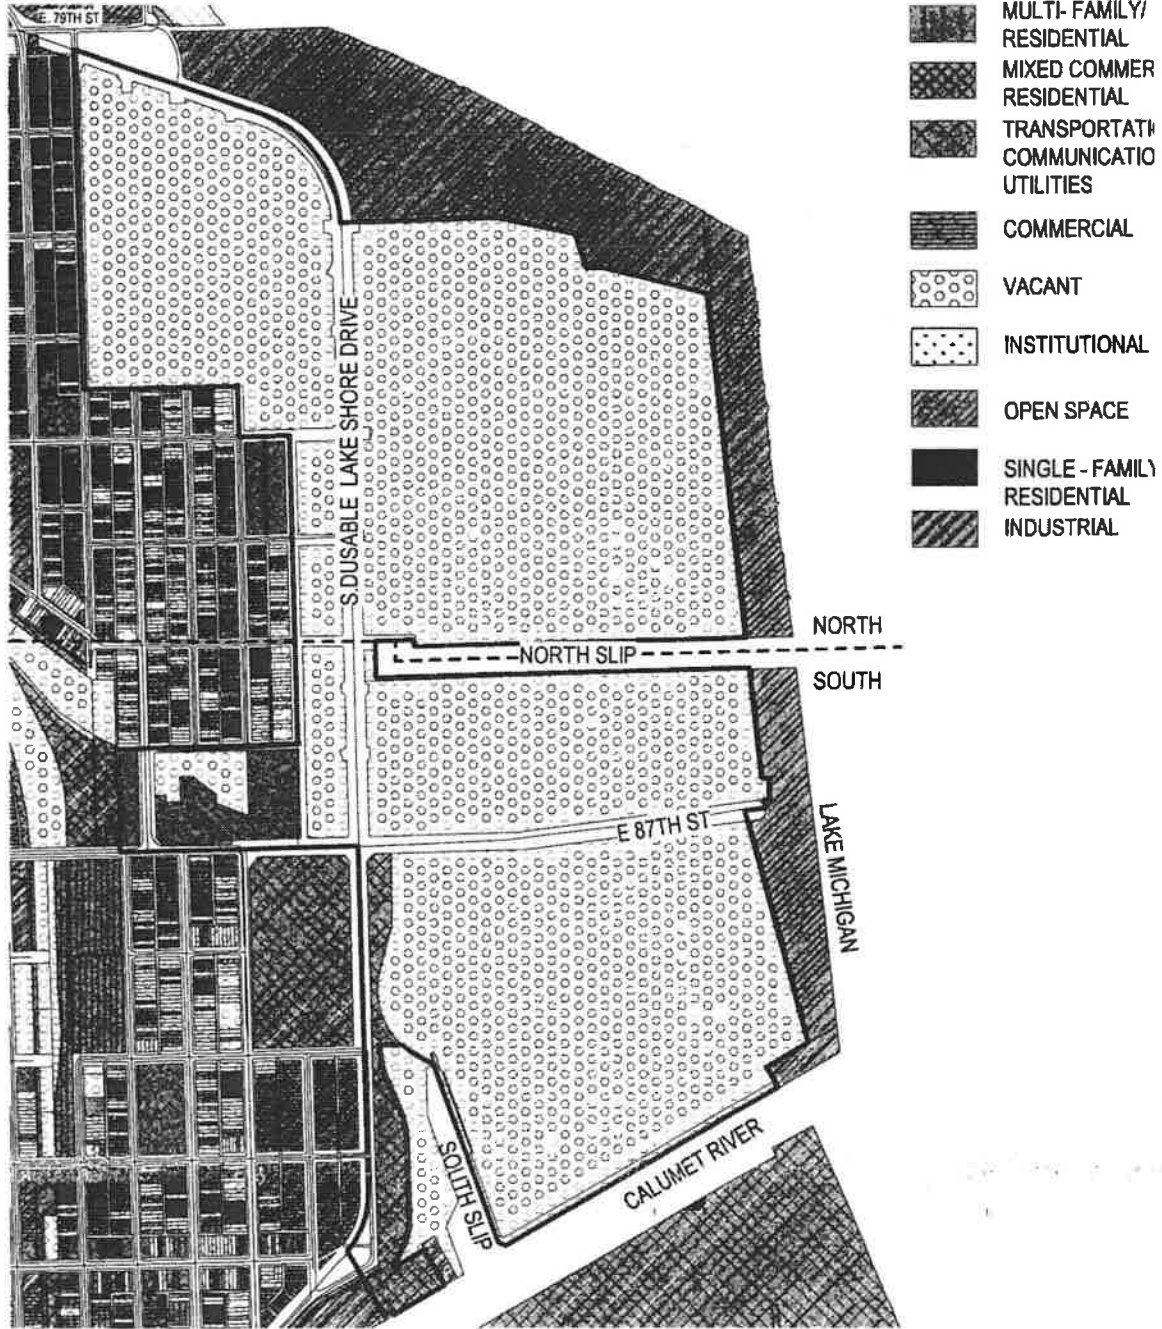 E. 79TH ST
MULTI- FAMILY/
RESIDENTIAL
MIXED COMMER
RESIDENTIAL
TRANSPORTATI
COMMUNICATIO
UTILITIES
COMMERCIAL
VACANT
INSTITUTIONAL
OPEN SPACE
SINGLE - FAMILY
RESIDENTIAL
INDUSTRIAL
S.DUSABLE LAKE SHORE DRIVE
NORTH
NORTH SLIP
SOUTH
E 87TH ST
LAKE MICHIGAN
SOUTH SLIP
CALUMET RIVER